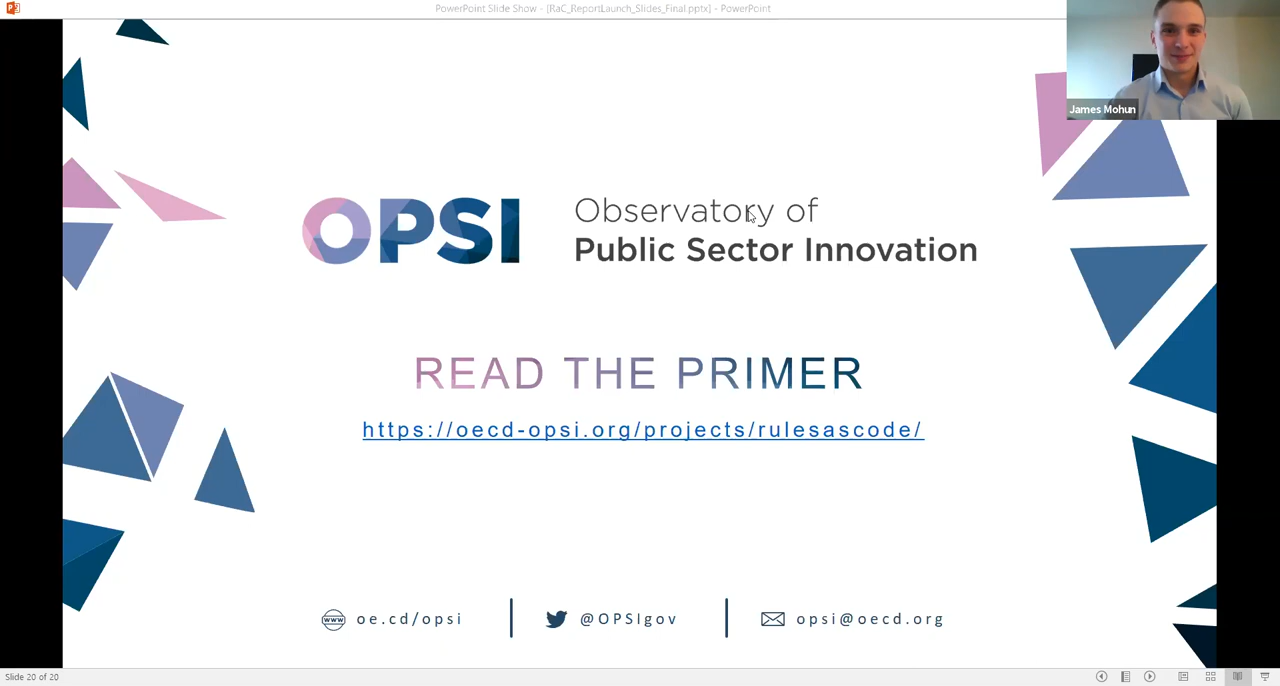 PowerPoint Slide Show - [RaC_ReportLaunch_Slides_Final.pptx] - PowerPoint
James Mohun
OPSI
Observatory of
Public Sector Innovation
READ THE PRIMER
https://oecd-opsi.org/projects/rulesascode/
www oe.cd/opsi
@OPSIgov
opsi@oecd.org
Slide 20 of 20